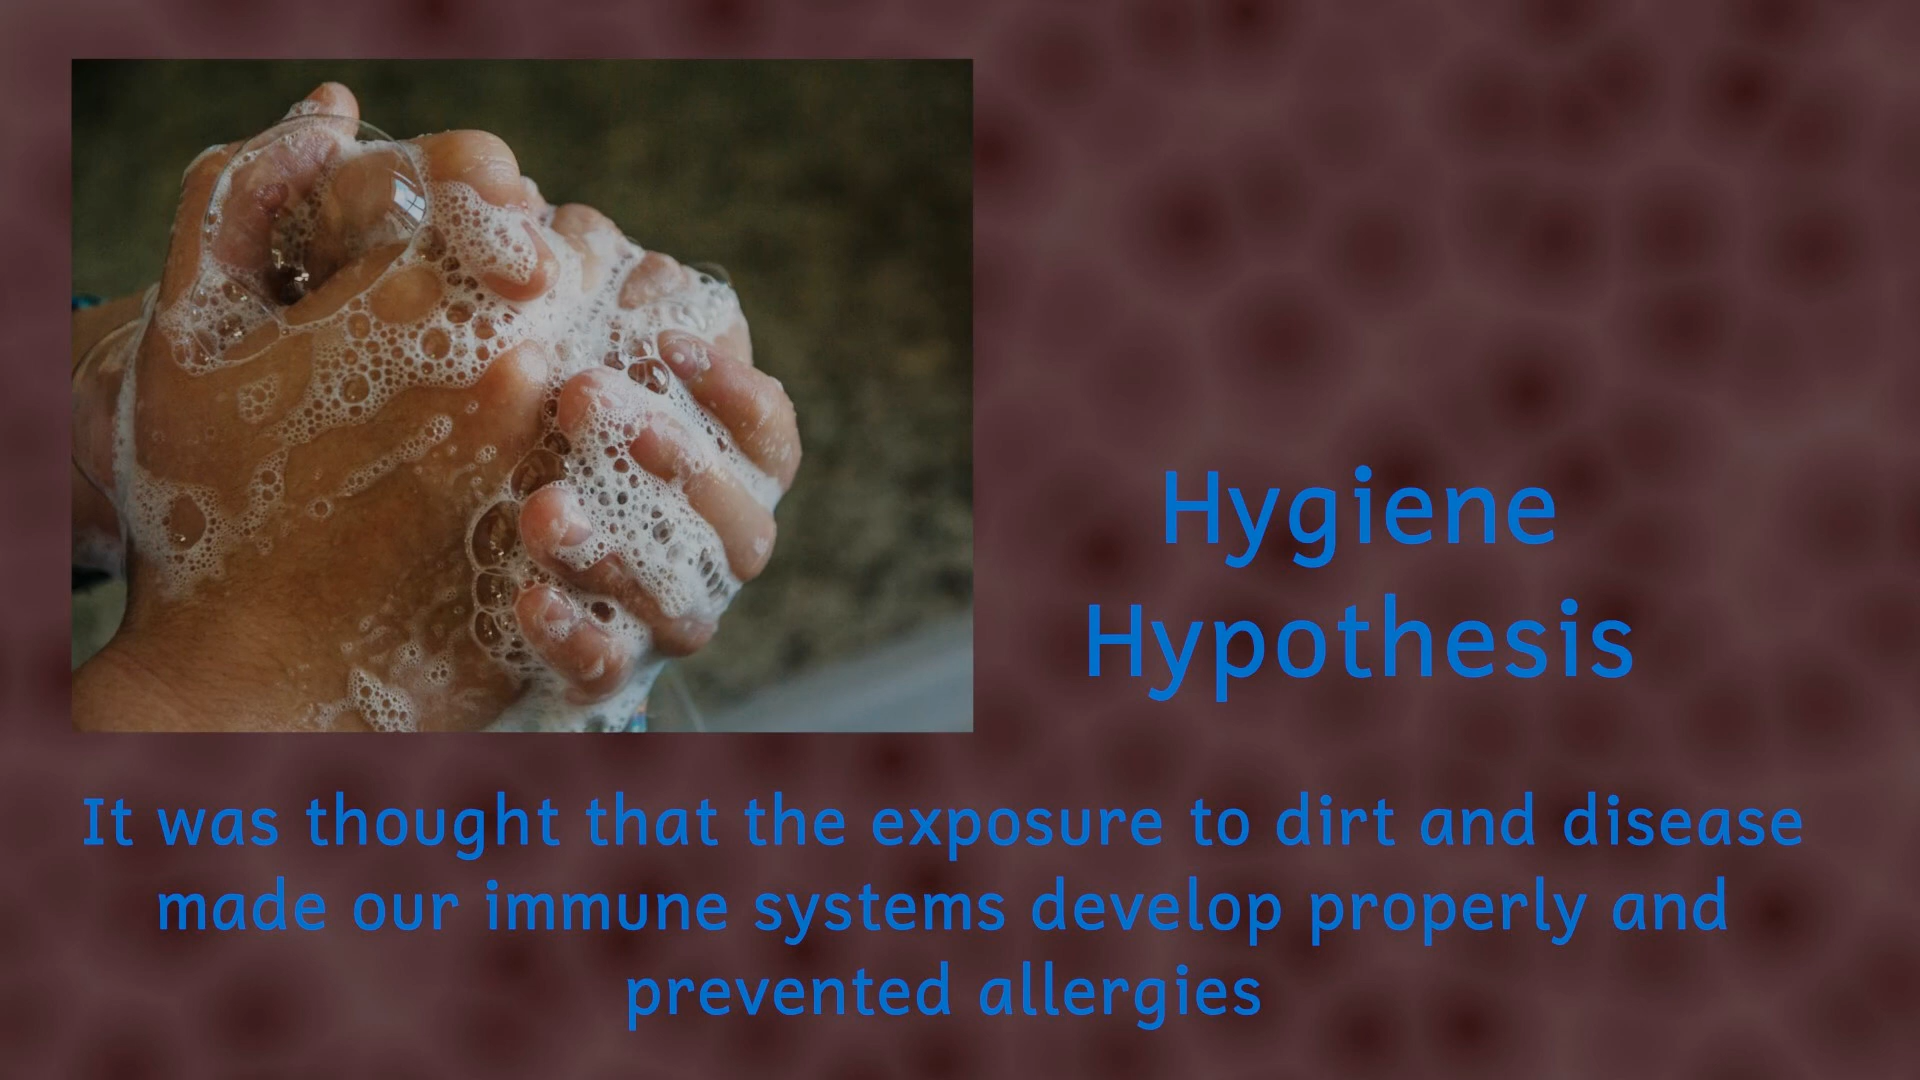 Hygiene
Hypothesis
It was thought that the exposure to dirt and disease
made our immune systems develop properly and
prevented allergies